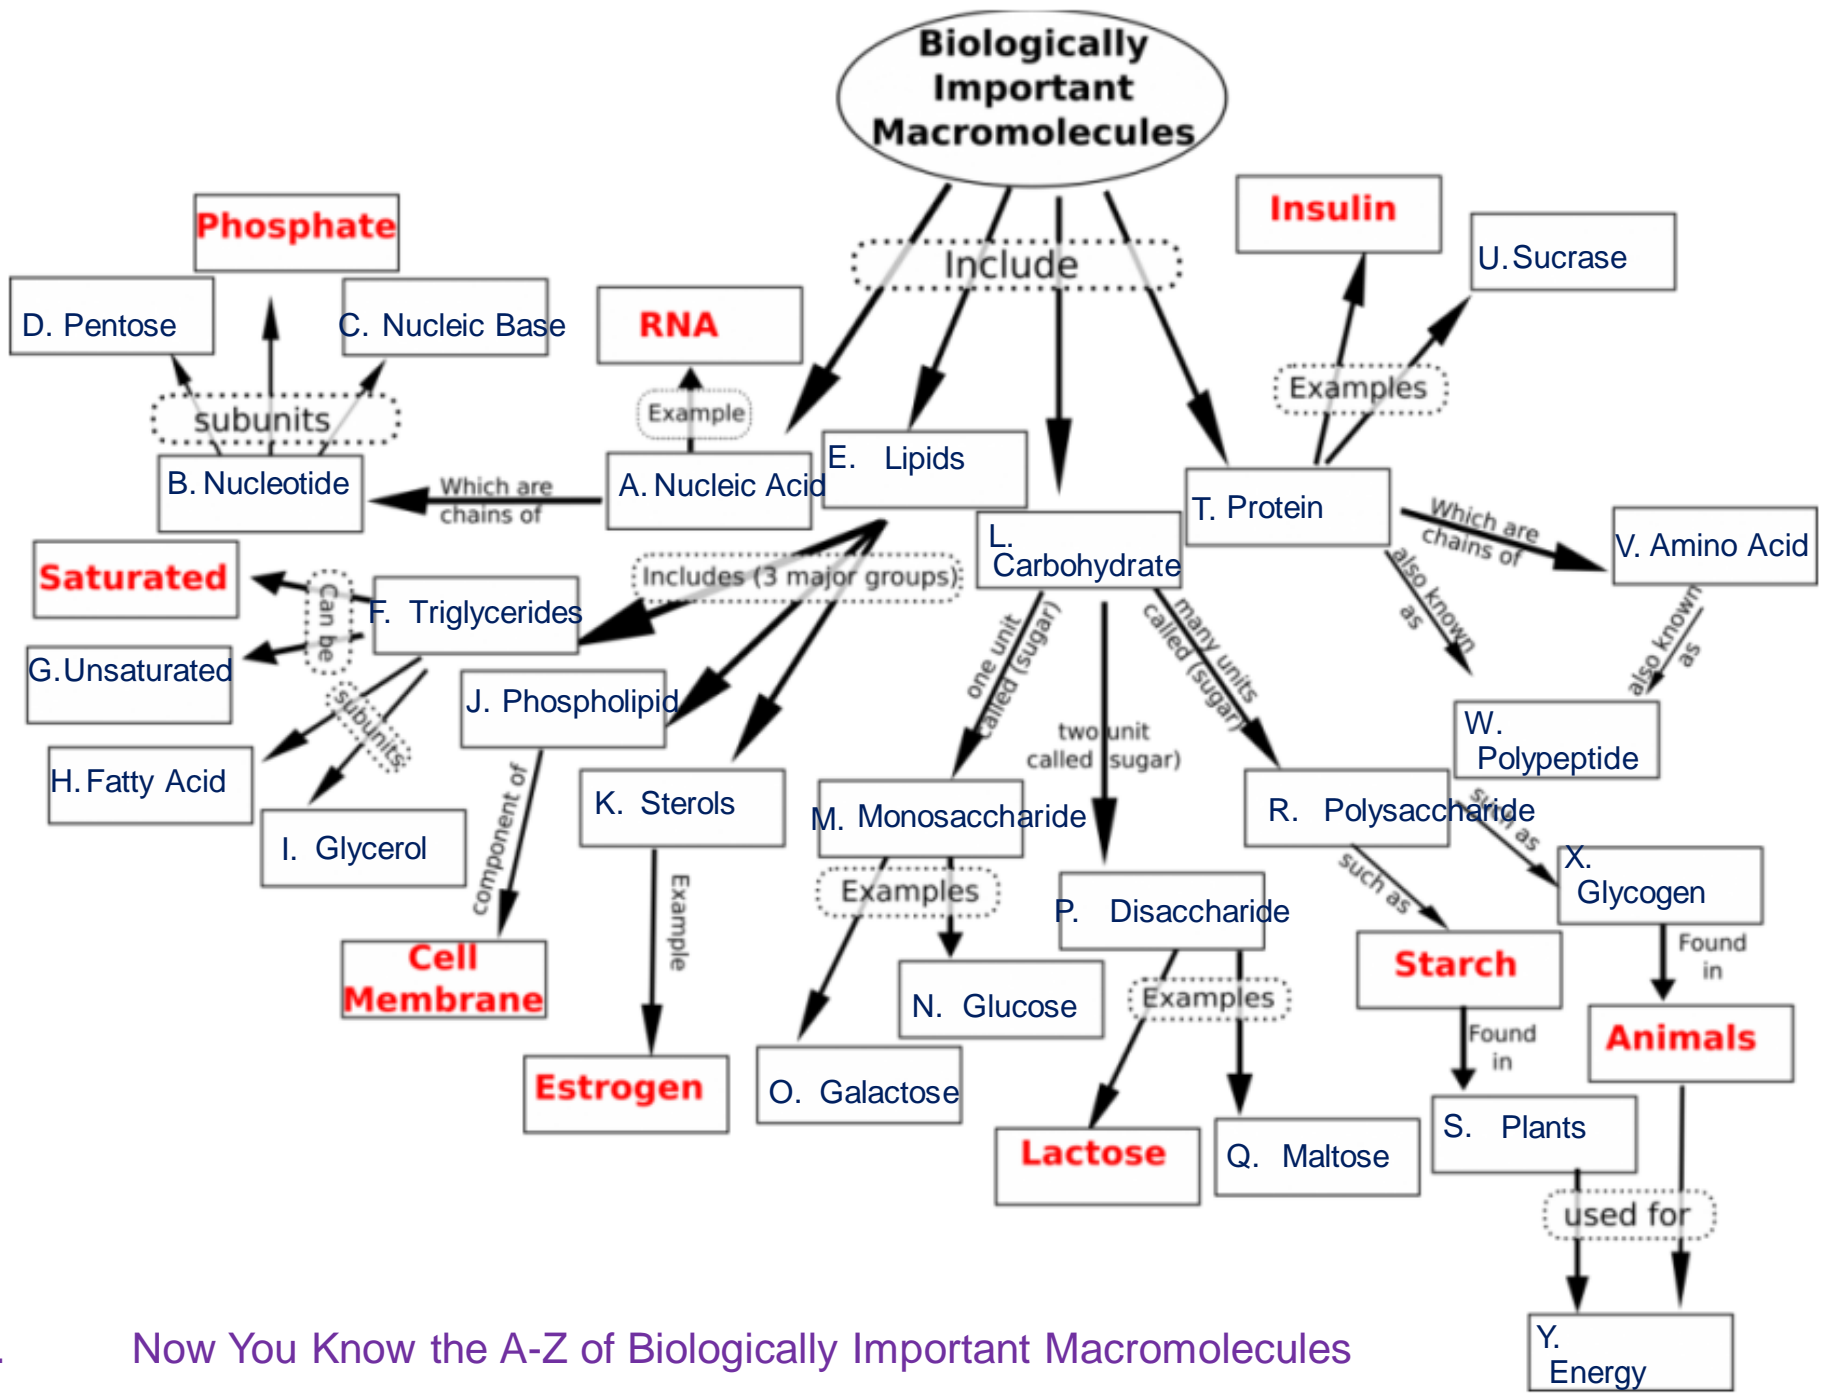 Biologically
Important
Macromolecules
Include
Insulin
U. Sucrase
Examples
Phosphate
D. Pentose
C. Nucleic Base
subunits
RNA
Example
B. Nucleotide
Which are
chains of
A. Nucleic Acid
E. Lipids
L.
Carbohydrate
T. Protein
Which are
chains of
V. Amino Acid
also known
as
also known
as
W.
Polypeptide
Saturated
Can be
F. Triglycerides
Includes (3 major groups)
G. Unsaturated
subunits
H. Fatty Acid
I. Glycerol
J. Phospholipid
component of
Cell
Membrane
K. Sterols
Example
Estrogen
one unit
called (sugar)
two unit
called sugar)
many units
called (sugar)
M. Monosaccharide
Examples
N. Glucose
O. Galactose
P. Disaccharide
Examples
Lactose
Q. Maltose
R. Polysaccharide
such as
such as
X.
Glycogen
Starch
Found
in
Found
in
Animals
S. Plants
used for
Y.
Energy
. Now You Know the A-Z of Biologically Important Macromolecules